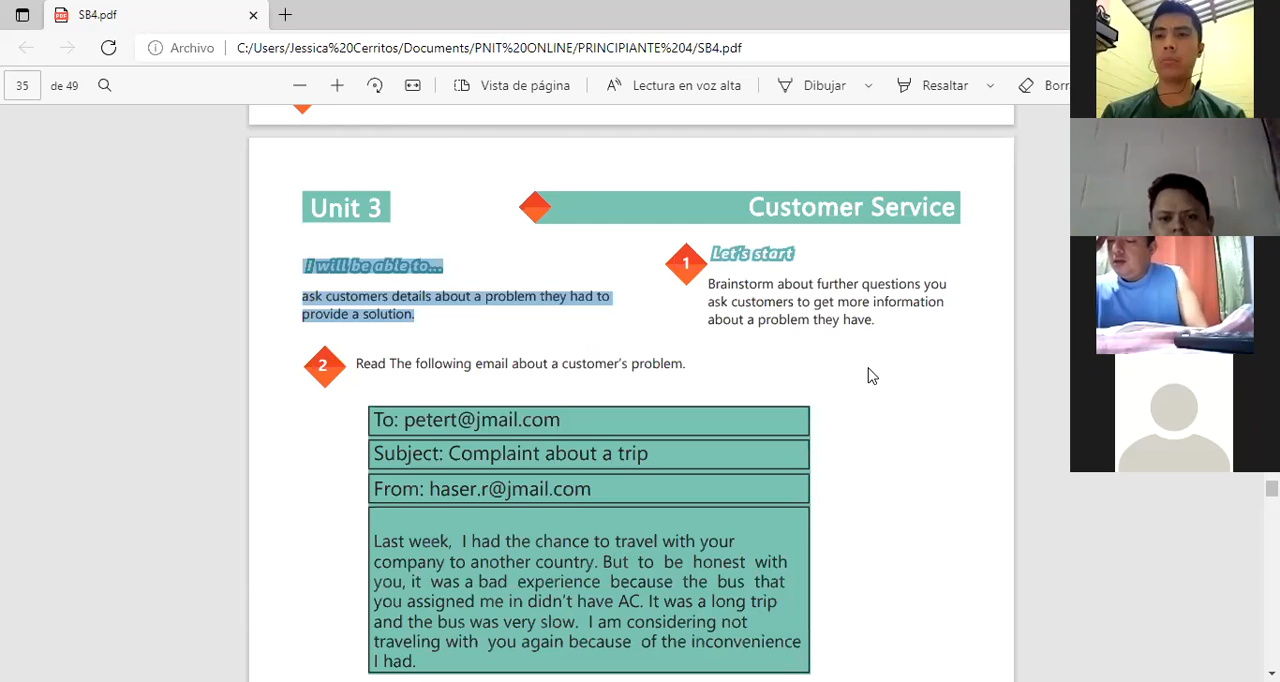 SB4.pdf
Archivo
C:/Users/Jessica%20Cerritos/Documents/PNIT%20ONLINE/PRINCIPIANTE%204/SB4.pdf
35 de 49
Vista de página
Lectura en voz alta
Dibujar
Resaltar
Borr
Unit 3
Customer Service
I will be able to...
ask customers details about a problem they had to
provide a solution.
1
Let's start
Brainstorm about further questions you
ask customers to get more information
about a problem they have.
2
Read The following email about a customer's problem.
To: petert@jmail.com
Subject: Complaint about a trip
From: haser.r@jmail.com
Last week, I had the chance to travel with your
company to another country. But to be honest with
you, it was a bad experience because the bus that
you assigned me in didn't have AC. It was a long trip
and the bus was very slow. I am considering not
traveling with you again because of the inconvenience
I had.